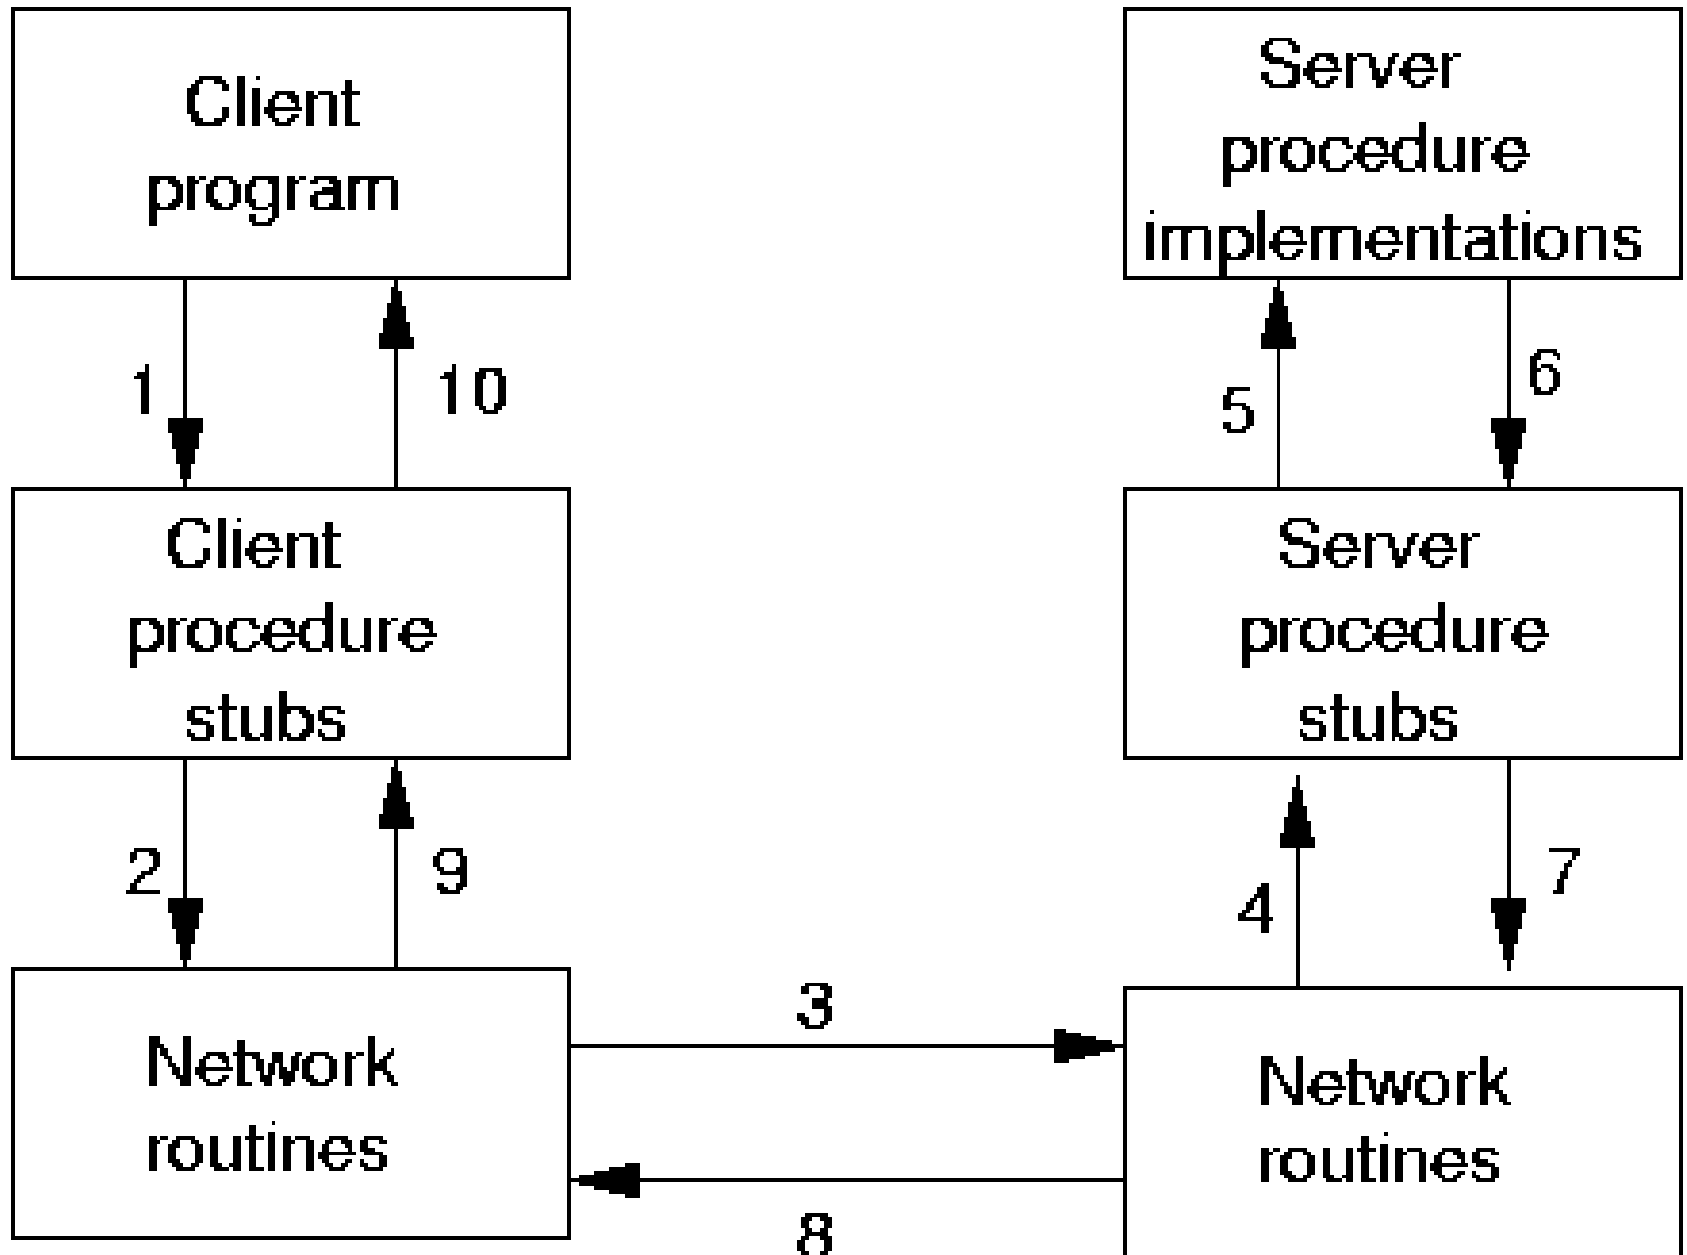 Client
program
Server
procedure
implementations
1
10
5
6
Client
procedure
stubs
Server
procedure
stubs
2
9
4
7
Network
routines
3
8
Network
routines